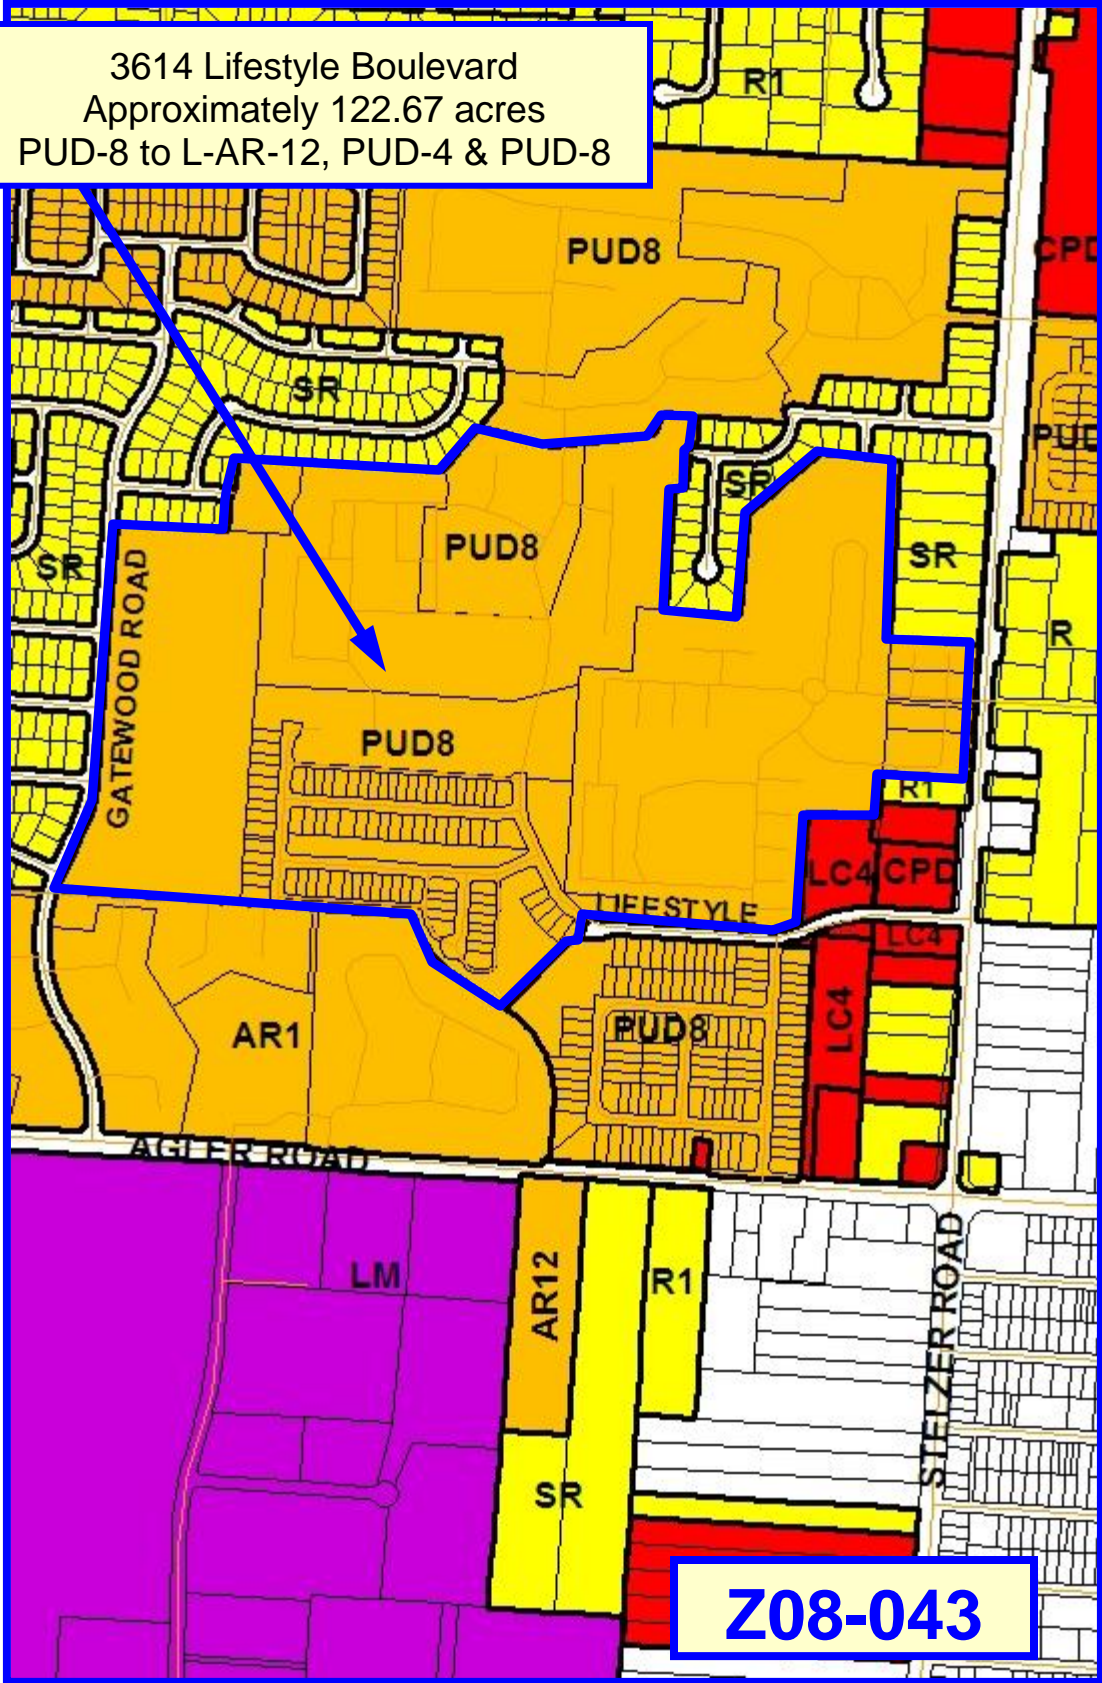 3614 Lifestyle Boulevard
Approximately 122.67 acres
PUD-8 to L-AR-12, PUD-4 & PUD-8
R1
PUD8
CPD
SR
PUD
SR
PUD8
SR
SR
GATEWOOD ROAD
R
PUD8
R1
LC4
CPD
LIFESTYLE
LC4
LC4
PUD8
AR1
AGLER ROAD
LM
AR12
R1
STELZER ROAD
SR
Z08-043